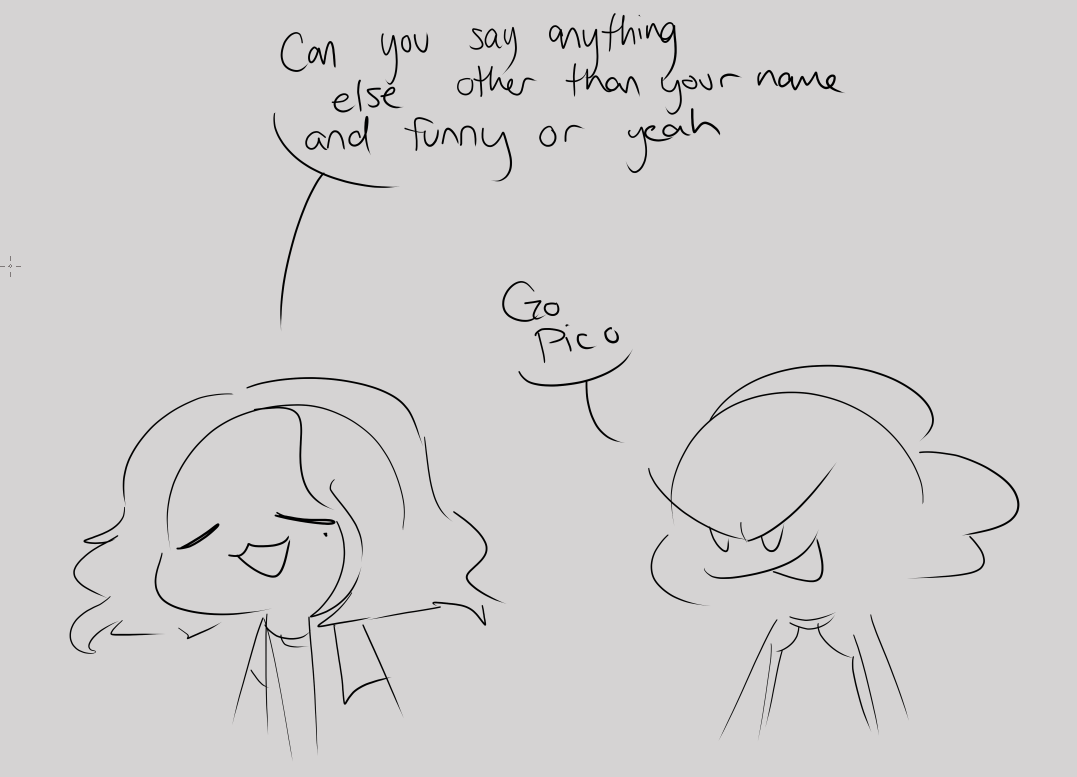 Can you say anything
else other than your name
and funny or yeah
Go
Pico